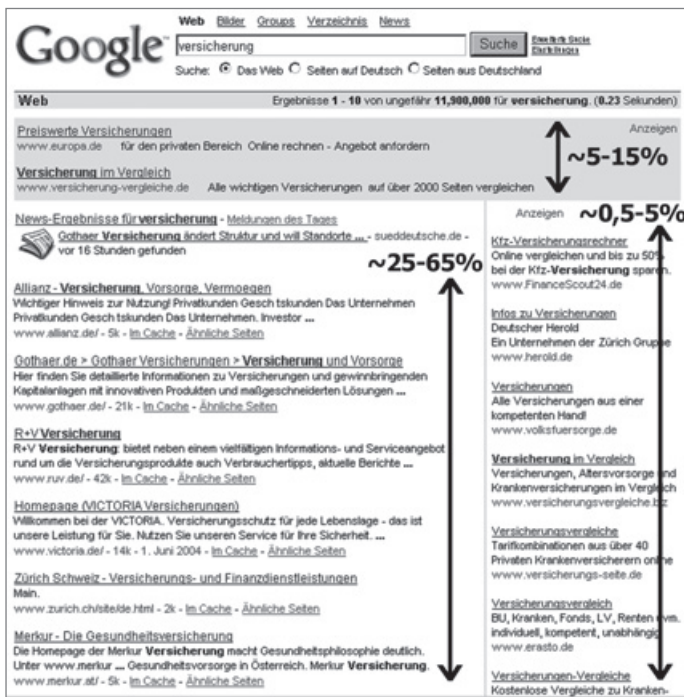 Web Bilder Groups Verzeichnis News
Google™
versicherung
Suche
Erweiterte Suche
Einstellungen
Suche: Das Web Seiten auf Deutsch Seiten aus Deutschland
Web Ergebnisse 1 - 10 von ungefähr 11,900,000 für versicherung. (0.23 Sekunden)
Preiswerte Versicherungen
Anzeigen
www.europa.de für den privaten Bereich Online rechnen - Angebot anfordern
~5-15%
Versicherung im Vergleich
www.versicherung-vergleiche.de Alle wichtigen Versicherungen auf über 2000 Seiten vergleichen
News-Ergebnisse für versicherung - Meldungen des Tages
Gothaer Versicherung ändert Struktur und will Standorte ... - sueddeutsche.de -
vor 16 Stunden gefunden
~25-65%
Allianz - Versicherung, Vorsorge, Vermoegen
Wichtiger Hinweis zur Nutzung! Privatkunden Gesch tskunden Das Unternehmen
Privatkunden Gesch tskunden Das Unternehmen. Investor ...
www.allianz.de/ - 5k - Im Cache - Ähnliche Seiten
Gothaer.de > Gothaer Versicherungen > Versicherung und Vorsorge
Hier finden Sie detaillierte Informationen zu Versicherungen und gewinnbringenden
Kapitalanlagen mit innovativen Produkten und maßgeschneiderten Lösungen ...
www.gothaer.de/ - 21k - Im Cache - Ähnliche Seiten
R+V Versicherung
R+V Versicherung: bietet neben einem vielfältigen Informations- und Serviceangebot
rund um die Versicherungsprodukte auch Verbrauchertipps, aktuelle Berichte ...
www.ruv.de/ - 42k - Im Cache - Ähnliche Seiten
Homepage (VICTORIA Versicherungen)
Willkommen bei der VICTORIA. Versicherungsschutz für jede Lebenslage - das ist
unsere Leistung für Sie. Nutzen Sie unseren Service für Ihre Sicherheit. ...
www.victoria.de/ - 14k - 1. Juni 2004 - Im Cache - Ähnliche Seiten
Zürich Schweiz - Versicherungs- und Finanzdienstleistungen
Main.
www.zurich.ch/site/de.html - 2k - Im Cache - Ähnliche Seiten
Merkur - Die Gesundheitsversicherung
Die Homepage der Merkur Versicherung macht Gesundheitsphilosophie deutlich.
Unter www.merkur ... Gesundheitsvorsorge in Österreich. Merkur Versicherung.
www.merkur.at/ - 5k - Im Cache - Ähnliche Seiten
Anzeigen ~0,5-5%
Kfz-Versicherungsrechner
Online vergleichen und bis zu 50%
bei der Kfz-Versicherung sparen.
www.FinanceScout24.de
Infos zu Versicherungen
Deutscher Herold
Ein Unternehmen der Zürich Gruppe
www.herold.de
Versicherungen
Alle Versicherungen aus einer
kompetenten Hand!
www.volksfuersorge.de
Versicherung im Vergleich
Versicherungen, Altersvorsorge und
Krankenversicherungen im Vergleich
www.versicherungsvergleiche.biz
Versicherungsvergleiche
Tarifkombinationen aus über 40
Privaten Krankenversicherern online
www.versicherungs-seite.de
Versicherungsvergleich
BU, Kranken, Fonds, LV, Renten uvm.
individuell, kompetent, unabhängig
www.erasto.de
Versicherungen-Vergleiche
Kostenlose Vergleiche zu Kranken-